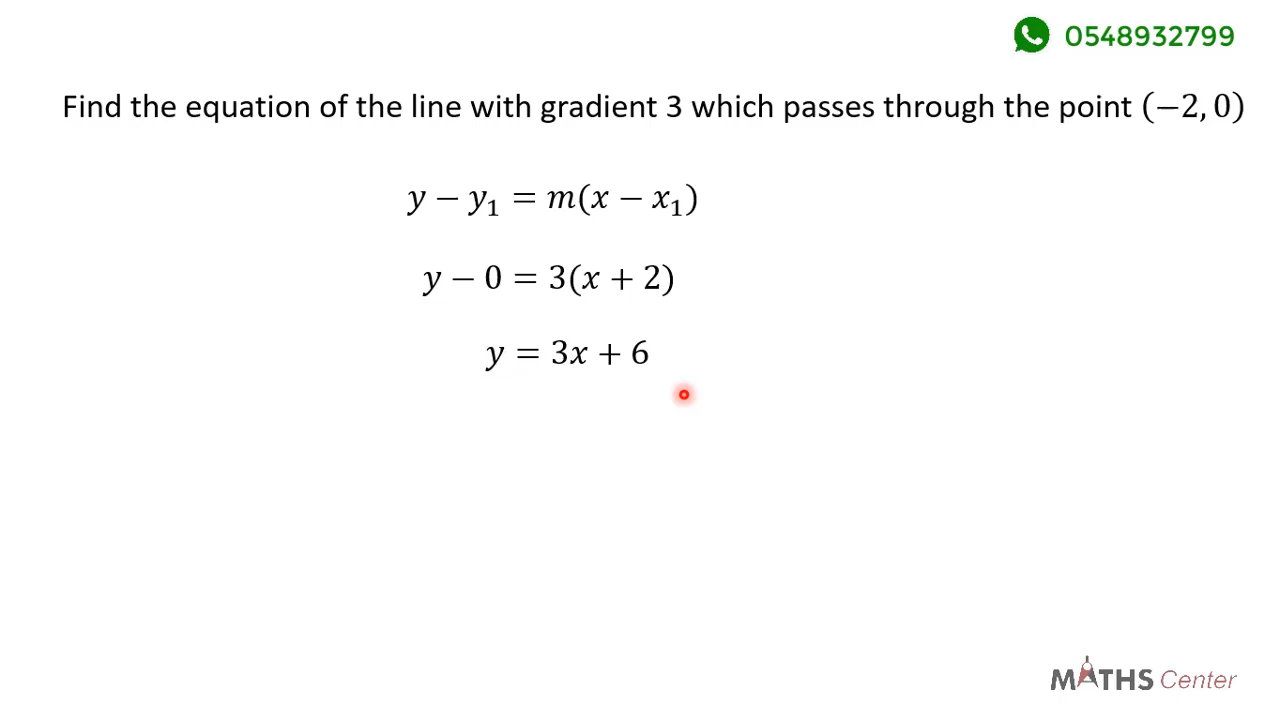 0548932799
Find the equation of the line with gradient 3 which passes through the point (−2, 0)
y − y₁ = m(x − x₁)
y − 0 = 3(x + 2)
y = 3x + 6
MATHS Center